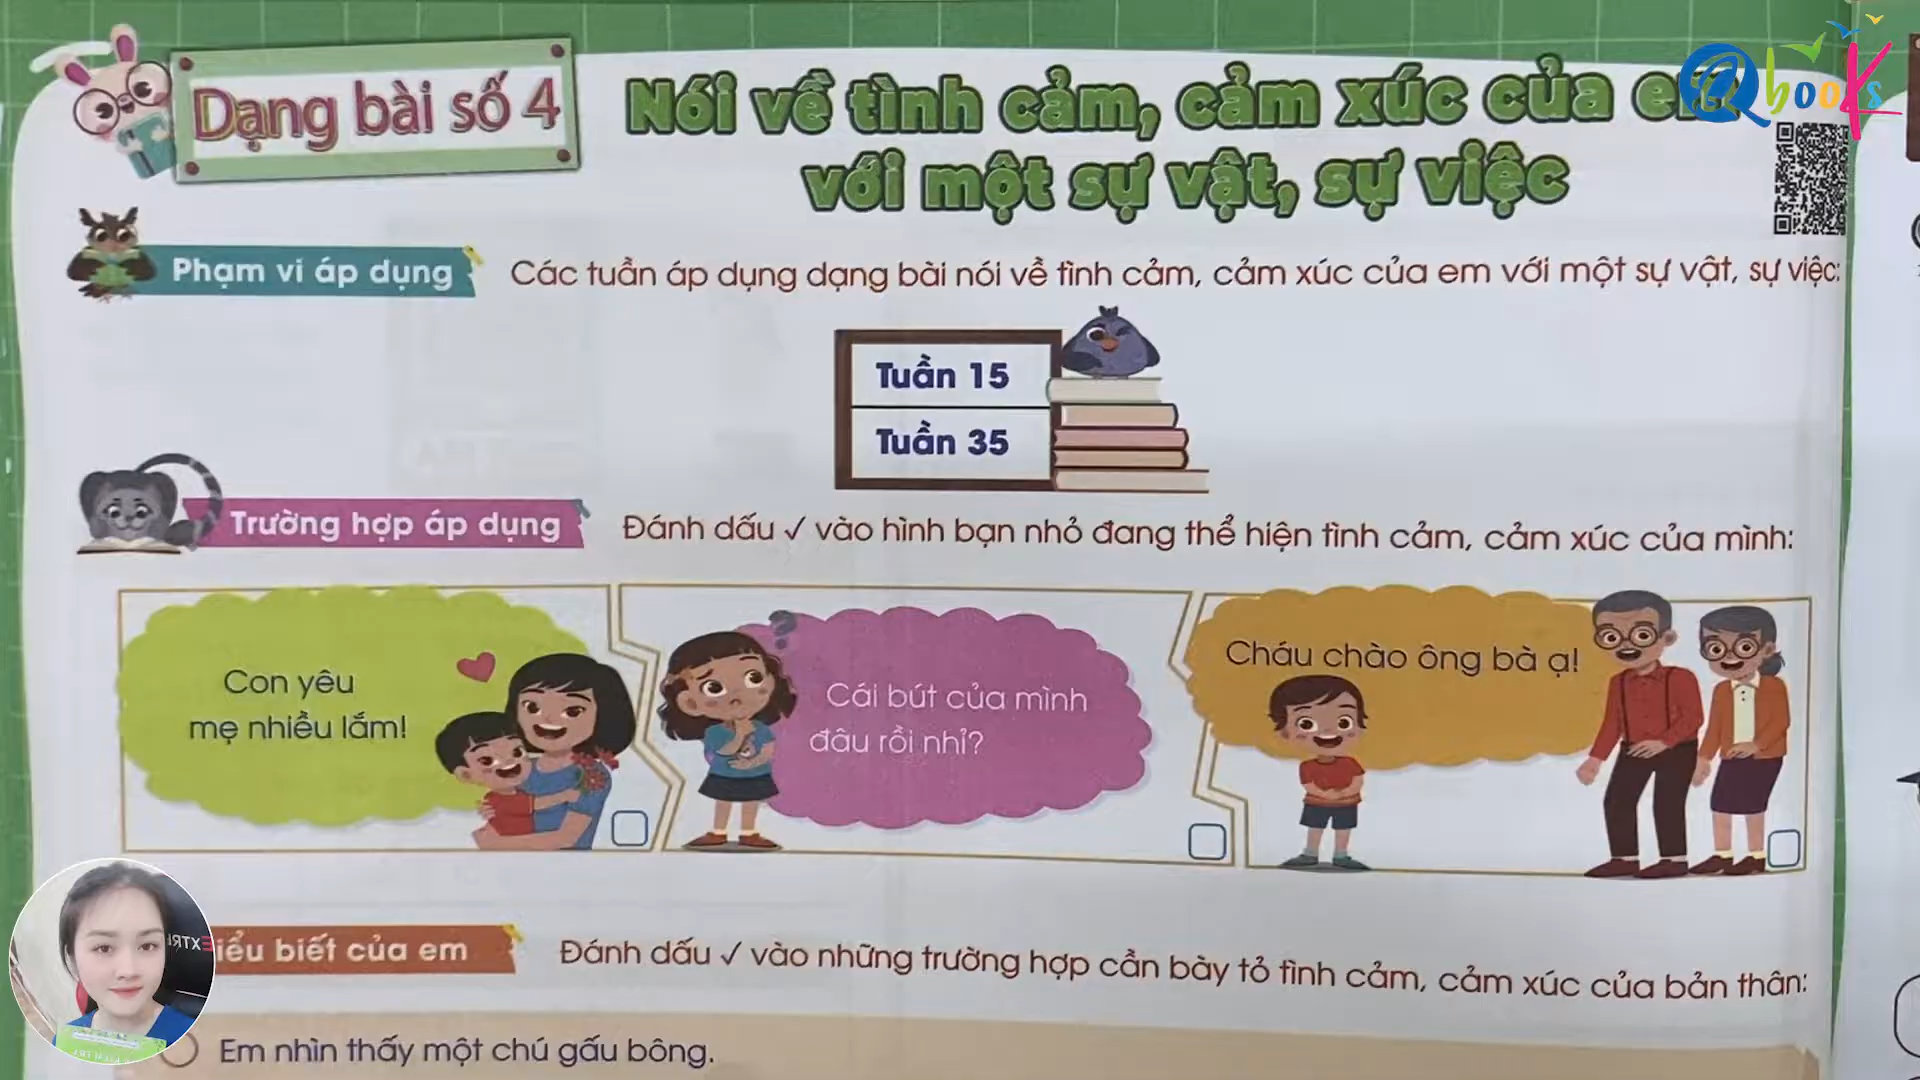 Dạng bài số 4
Nói về tình cảm, cảm xúc của em
với một sự vật, sự việc
Qbooks
Phạm vi áp dụng
Các tuần áp dụng dạng bài nói về tình cảm, cảm xúc của em với một sự vật, sự việc:
Tuần 15
Tuần 35
Trường hợp áp dụng
Đánh dấu ✓ vào hình bạn nhỏ đang thể hiện tình cảm, cảm xúc của mình:
Con yêu
mẹ nhiều lắm!
?
Cái bút của mình
đâu rồi nhỉ?
Cháu chào ông bà ạ!
iểu biết của em
Đánh dấu ✓ vào những trường hợp cần bày tỏ tình cảm, cảm xúc của bản thân:
Em nhìn thấy một chú gấu bông.